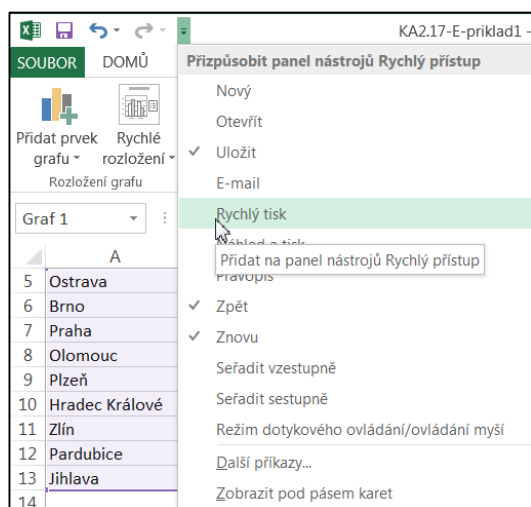 KA2.17-E-priklad1 -
SOUBOR DOMŮ
Přizpůsobit panel nástrojů Rychlý přístup
Nový
Otevřít
Uložit
E-mail
Rychlý tisk
Náhled a tisk
Přidat na panel nástrojů Rychlý přístup
Pravopis
Zpět
Znovu
Seřadit vzestupně
Seřadit sestupně
Režim dotykového ovládání/ovládání myší
Další příkazy...
Zobrazit pod pásem karet
Přidat prvek
grafu
Rychlé
rozložení
Rozložení grafu
Graf 1
A
5 Ostrava
6 Brno
7 Praha
8 Olomouc
9 Plzeň
10 Hradec Králové
11 Zlín
12 Pardubice
13 Jihlava
14